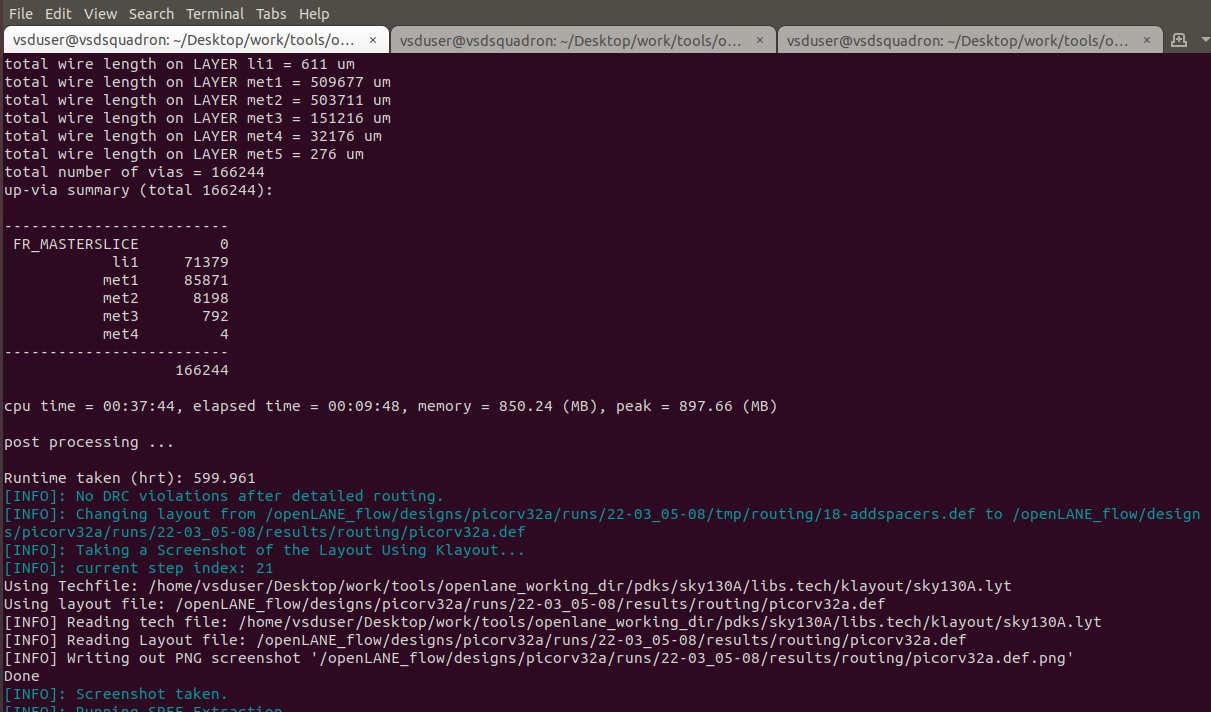 File Edit View Search Terminal Tabs Help
vsduser@vsdsquadron: ~/Desktop/work/tools/o... × vsduser@vsdsquadron: ~/Desktop/work/tools/o... × vsduser@vsdsquadron: ~/Desktop/work/tools/o... ×
total wire length on LAYER li1 = 611 um
total wire length on LAYER met1 = 509677 um
total wire length on LAYER met2 = 503711 um
total wire length on LAYER met3 = 151216 um
total wire length on LAYER met4 = 32176 um
total wire length on LAYER met5 = 276 um
total number of vias = 166244
up-via summary (total 166244):
-------------------------
FR_MASTERSLICE 0
li1 71379
met1 85871
met2 8198
met3 792
met4 4
-------------------------
166244
cpu time = 00:37:44, elapsed time = 00:09:48, memory = 850.24 (MB), peak = 897.66 (MB)
post processing ...
Runtime taken (hrt): 599.961
[INFO]: No DRC violations after detailed routing.
[INFO]: Changing layout from /openLANE_flow/designs/picorv32a/runs/22-03_05-08/tmp/routing/18-addspacers.def to /openLANE_flow/design
s/picorv32a/runs/22-03_05-08/results/routing/picorv32a.def
[INFO]: Taking a Screenshot of the Layout Using Klayout...
[INFO]: current step index: 21
Using Techfile: /home/vsduser/Desktop/work/tools/openlane_working_dir/pdks/sky130A/libs.tech/klayout/sky130A.lyt
Using layout file: /openLANE_flow/designs/picorv32a/runs/22-03_05-08/results/routing/picorv32a.def
[INFO] Reading tech file: /home/vsduser/Desktop/work/tools/openlane_working_dir/pdks/sky130A/libs.tech/klayout/sky130A.lyt
[INFO] Reading Layout file: /openLANE_flow/designs/picorv32a/runs/22-03_05-08/results/routing/picorv32a.def
[INFO] Writing out PNG screenshot '/openLANE_flow/designs/picorv32a/runs/22-03_05-08/results/routing/picorv32a.def.png'
Done
[INFO]: Screenshot taken.
[INFO]: Running SPEF Extraction